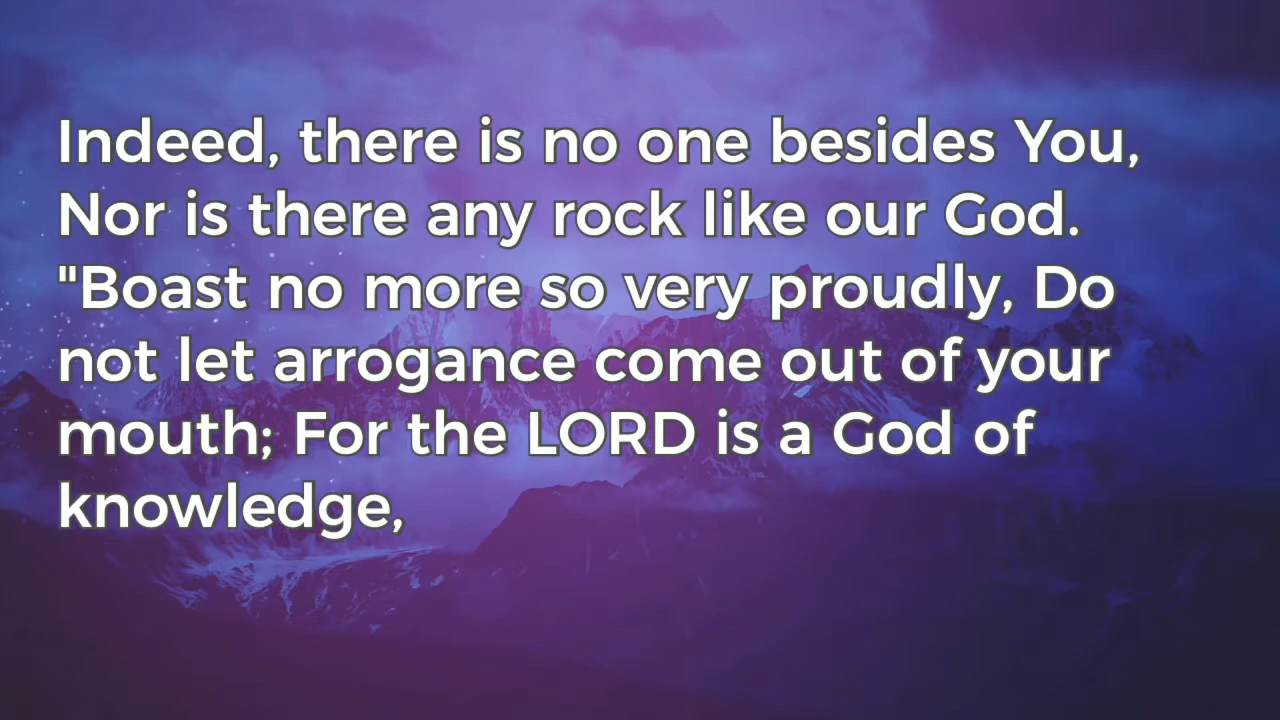 Indeed, there is no one besides You,
Nor is there any rock like our God.
"Boast no more so very proudly, Do
not let arrogance come out of your
mouth; For the LORD is a God of
knowledge,